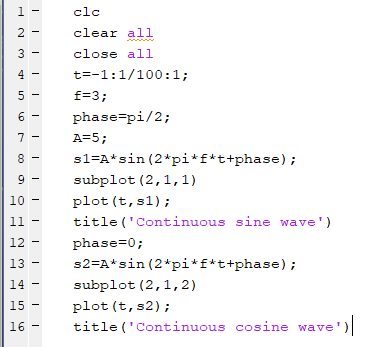 1 - clc
2 - clear all
3 - close all
4 - t=-1:1/100:1;
5 - f=3;
6 - phase=pi/2;
7 - A=5;
8 - s1=A*sin(2*pi*f*t+phase);
9 - subplot(2,1,1)
10 - plot(t,s1);
11 - title('Continuous sine wave')
12 - phase=0;
13 - s2=A*sin(2*pi*f*t+phase);
14 - subplot(2,1,2)
15 - plot(t,s2);
16 - title('Continuous cosine wave')